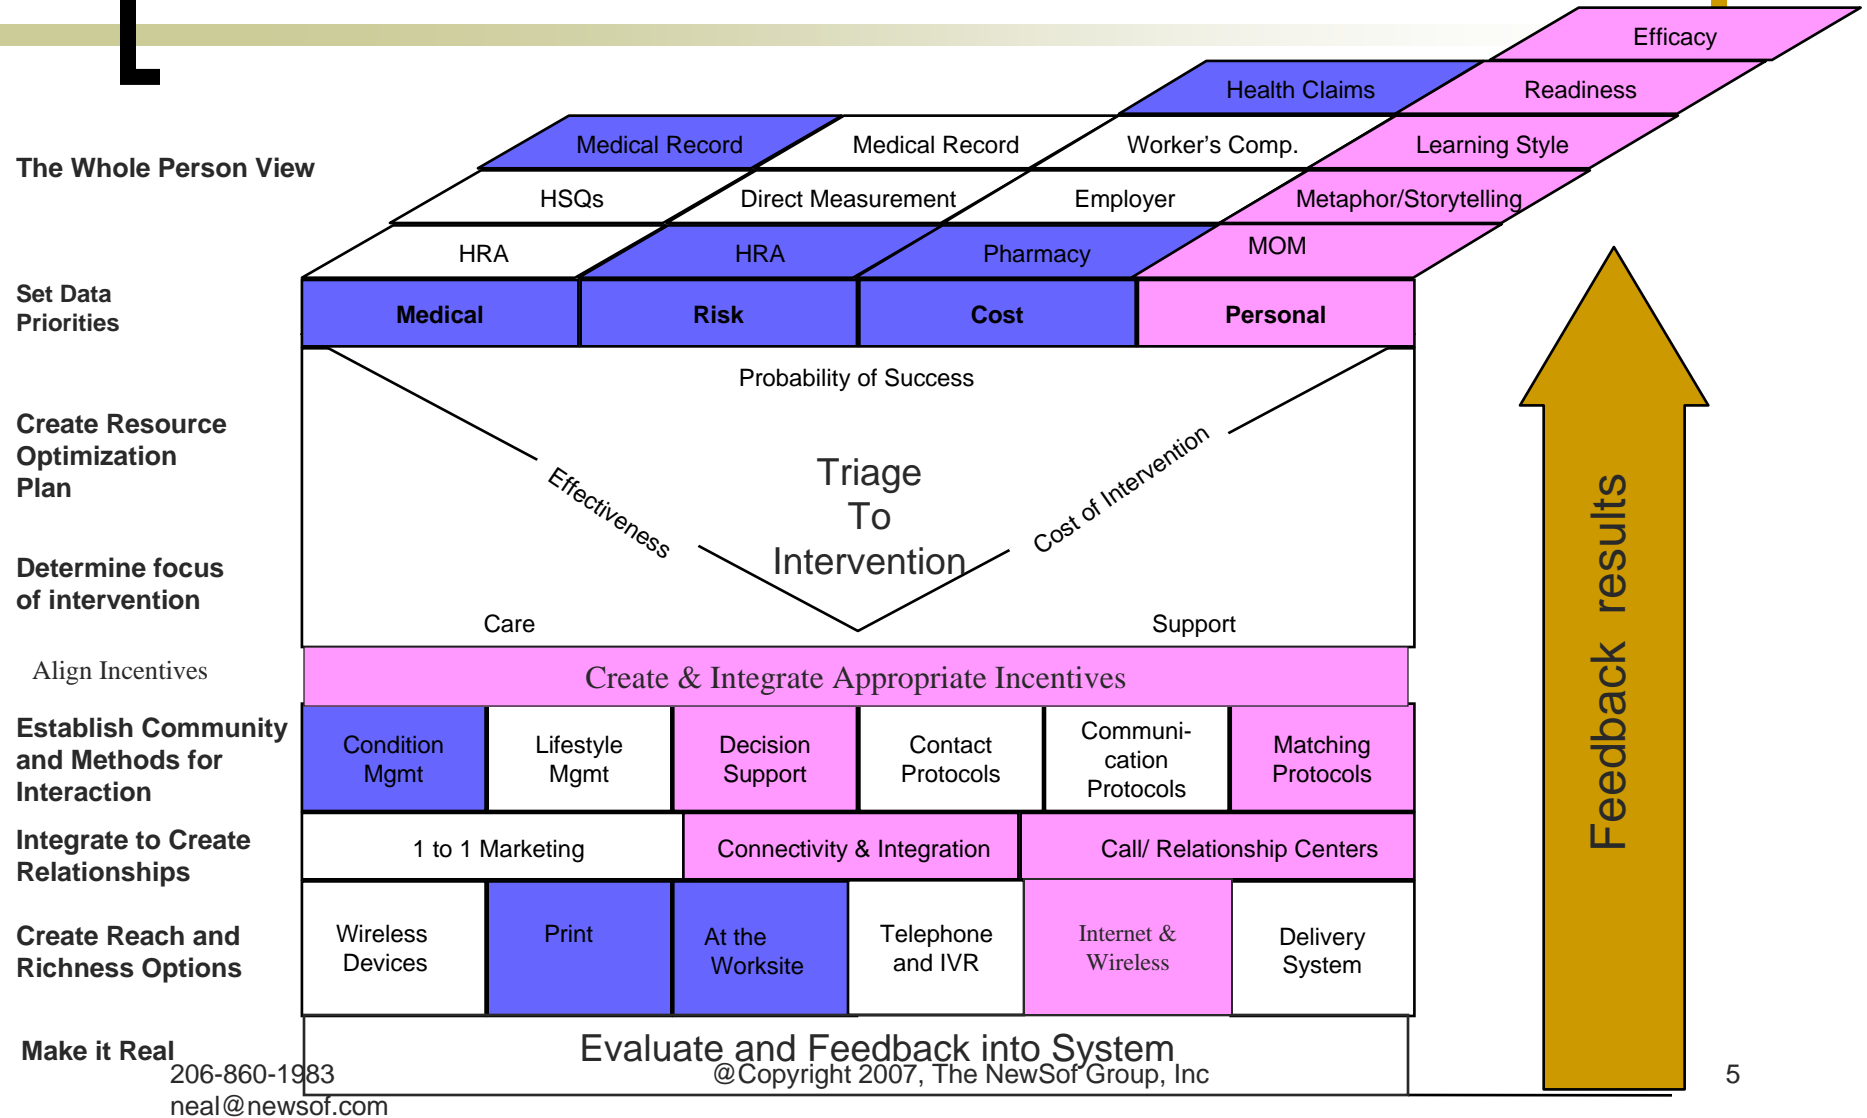 Efficacy
Health Claims
Readiness
The Whole Person View
Medical Record
Medical Record
Worker's Comp.
Learning Style
HSQs
Direct Measurement
Employer
Metaphor/Storytelling
HRA
HRA
Pharmacy
MOM
Set Data
Priorities
Medical
Risk
Cost
Personal
Probability of Success
Create Resource
Optimization
Plan
Effectiveness
Triage
To
Intervention
Cost of Intervention
Determine focus
of intervention
Care
Support
Align Incentives
Create & Integrate Appropriate Incentives
Establish Community
and Methods for
Interaction
Condition
Mgmt
Lifestyle
Mgmt
Decision
Support
Contact
Protocols
Communi-
cation
Protocols
Matching
Protocols
Integrate to Create
Relationships
1 to 1 Marketing
Connectivity & Integration
Call/ Relationship Centers
Create Reach and
Richness Options
Wireless
Devices
Print
At the
Worksite
Telephone
and IVR
Internet &
Wireless
Delivery
System
Make it Real
Evaluate and Feedback into System
Feedback results
206-860-1983
neal@newsof.com
@Copyright 2007, The NewSof Group, Inc
5